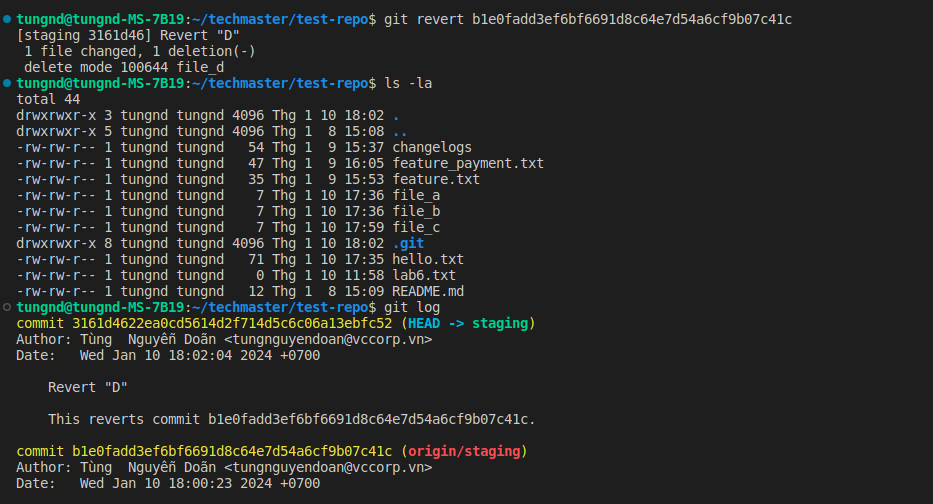 tungnd@tungnd-MS-7B19:~/techmaster/test-repo$ git revert b1e0fadd3ef6bf6691d8c64e7d54a6cf9b07c41c
[staging 3161d46] Revert "D"
 1 file changed, 1 deletion(-)
 delete mode 100644 file_d
tungnd@tungnd-MS-7B19:~/techmaster/test-repo$ ls -la
total 44
drwxrwxr-x 3 tungnd tungnd 4096 Thg 1 10 18:02 .
drwxrwxr-x 5 tungnd tungnd 4096 Thg 1  8 15:08 ..
-rw-rw-r-- 1 tungnd tungnd   54 Thg 1  9 15:37 changelogs
-rw-rw-r-- 1 tungnd tungnd   47 Thg 1  9 16:05 feature_payment.txt
-rw-rw-r-- 1 tungnd tungnd   35 Thg 1  9 15:53 feature.txt
-rw-rw-r-- 1 tungnd tungnd    7 Thg 1 10 17:36 file_a
-rw-rw-r-- 1 tungnd tungnd    7 Thg 1 10 17:36 file_b
-rw-rw-r-- 1 tungnd tungnd    7 Thg 1 10 17:59 file_c
drwxrwxr-x 8 tungnd tungnd 4096 Thg 1 10 18:02 .git
-rw-rw-r-- 1 tungnd tungnd   71 Thg 1 10 17:35 hello.txt
-rw-rw-r-- 1 tungnd tungnd    0 Thg 1 10 11:58 lab6.txt
-rw-rw-r-- 1 tungnd tungnd   12 Thg 1  8 15:09 README.md
tungnd@tungnd-MS-7B19:~/techmaster/test-repo$ git log
commit 3161d4622ea0cd5614d2f714d5c6c06a13ebfc52 (HEAD -> staging)
Author: Tùng  Nguyễn Doãn <tungnguyendoan@vccorp.vn>
Date:   Wed Jan 10 18:02:04 2024 +0700
    Revert "D"
    This reverts commit b1e0fadd3ef6bf6691d8c64e7d54a6cf9b07c41c.
commit b1e0fadd3ef6bf6691d8c64e7d54a6cf9b07c41c (origin/staging)
Author: Tùng  Nguyễn Doãn <tungnguyendoan@vccorp.vn>
Date:   Wed Jan 10 18:00:23 2024 +0700